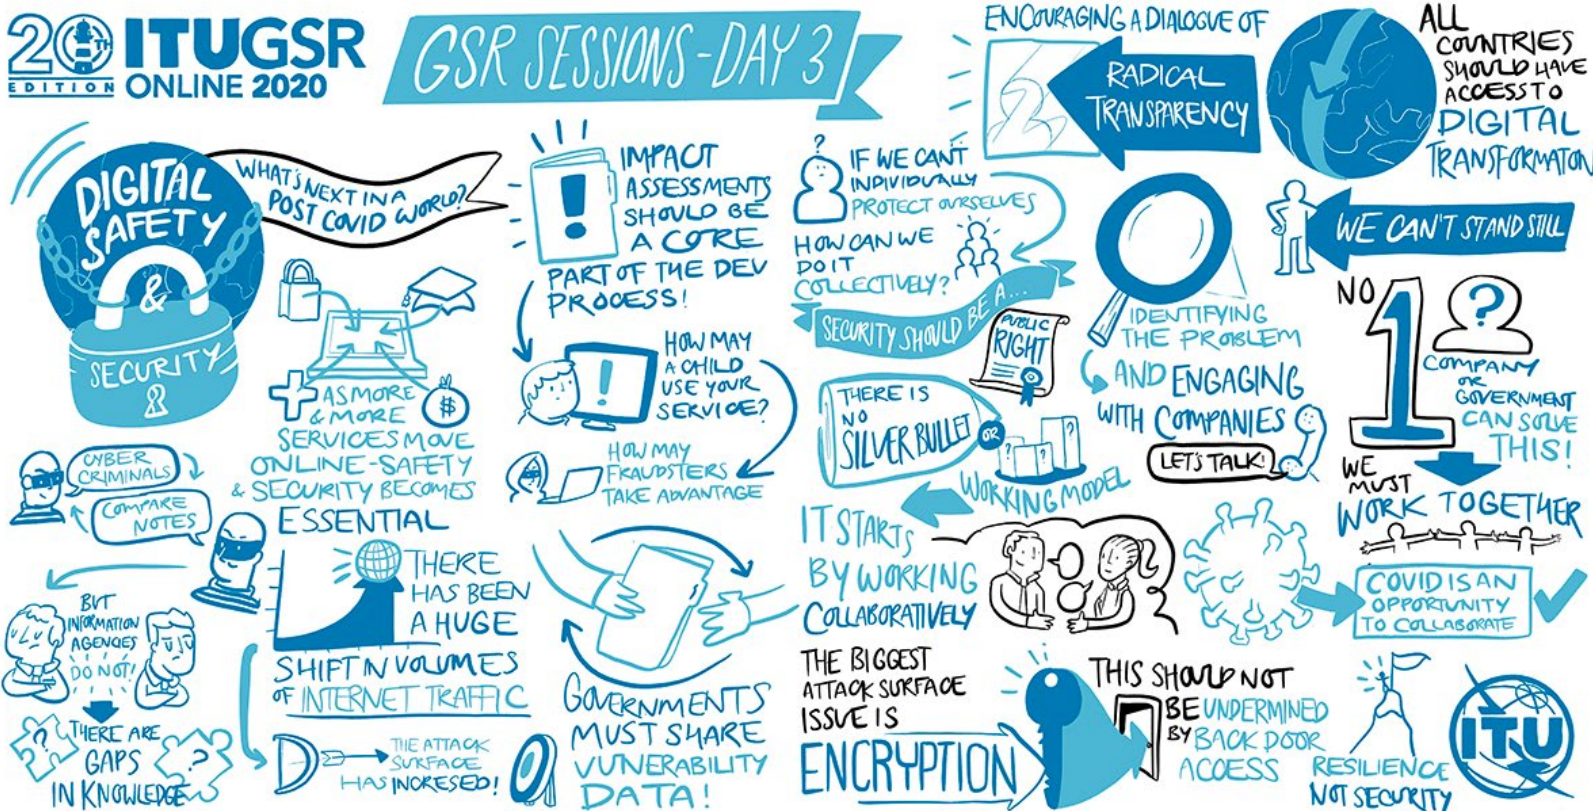 20TH
EDITION
ITUGSR
ONLINE 2020
GSR SESSIONS - DAY 3
DIGITAL
SAFETY
&
SECURITY
WHAT'S NEXT IN A
POST COVID WORLD?
AS MORE
& MORE
SERVICES MOVE
ONLINE - SAFETY
& SECURITY BECOMES
ESSENTIAL
CYBER
CRIMINALS
COMPARE
NOTES
BUT
INFORMATION
AGENCIES
DO NOT!
THERE ARE
GAPS
IN KNOWLEDGE
?
?
THERE
HAS BEEN
A HUGE
SHIFT IN VOLUMES
OF INTERNET TRAFFIC
THE ATTACK
SURFACE
HAS INCRESED!
!
IMPACT
ASSESSMENTS
SHOULD BE
A CORE
PART OF THE DEV
PROCESS!
!
HOW MAY
A CHILD
USE YOUR
SERVICE?
HOW MAY
FRAUDSTERS
TAKE ADVANTAGE
GOVERNMENTS
MUST SHARE
VUNERABILITY
DATA!
?
IF WE CAN'T
INDIVIDUALLY
PROTECT OURSELVES
HOW CAN WE
DO IT
COLLECTIVELY?
SECURITY SHOULD BE A...
PUBLIC
RIGHT
THERE IS
NO
SILVER BULLET
OR
? ? ?
WORKING MODEL
IT STARTS
BY WORKING
COLLABORATIVELY
THE BIGGEST
ATTACK SURFACE
ISSUE IS
ENCRYPTION
THIS SHOULD NOT
BE UNDERMINED
BY BACK DOOR
ACCESS
ENCOURAGING A DIALOGUE OF
RADICAL
TRANSPARENCY
IDENTIFYING
THE PROBLEM
AND ENGAGING
WITH COMPANIES
LET'S TALK!
ALL
COUNTRIES
SHOULD HAVE
ACCESS TO
DIGITAL
TRANSFORMATION
WE CAN'T STAND STILL
NO 1
?
COMPANY
OR
GOVERNMENT
CAN SOLVE
THIS!
WE
MUST
WORK TOGETHER
COVID IS AN
OPPORTUNITY
TO COLLABORATE
RESILIENCE
NOT SECURITY
ITU